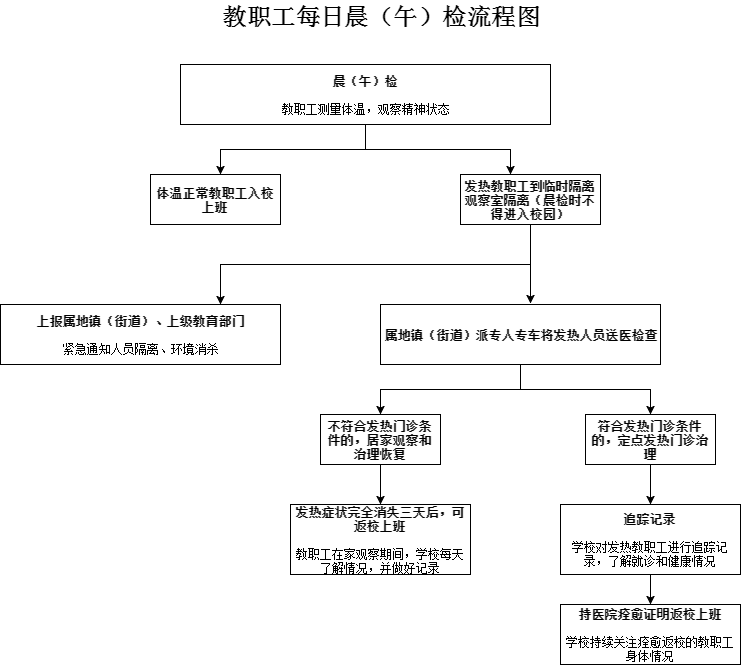 教职工每日晨（午）检流程图
晨（午）检
教职工测量体温，观察精神状态
体温正常教职工入校
上班
发热教职工到临时隔离
观察室隔离（晨检时不
得进入校园）
上报属地镇（街道）、上级教育部门
紧急通知人员隔离、环境消杀
属地镇（街道）派专人专车将发热人员送医检查
不符合发热门诊条
件的，居家观察和
治理恢复
符合发热门诊条件
的，定点发热门诊治
理
发热症状完全消失三天后，可
返校上班
教职工在家观察期间，学校每天
了解情况，并做好记录
追踪记录
学校对发热教职工进行追踪记
录，了解就诊和健康情况
持医院痊愈证明返校上班
学校持续关注痊愈返校的教职工
身体情况